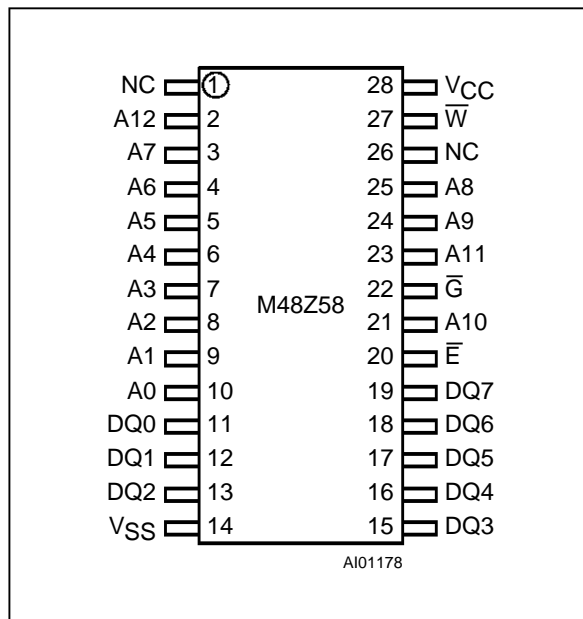 NC 1 28 VCC
A12 2 27 W̅
A7 3 26 NC
A6 4 25 A8
A5 5 24 A9
A4 6 23 A11
A3 7 22 G̅
M48Z58
A2 8 21 A10
A1 9 20 E̅
A0 10 19 DQ7
DQ0 11 18 DQ6
DQ1 12 17 DQ5
DQ2 13 16 DQ4
VSS 14 15 DQ3
AI01178